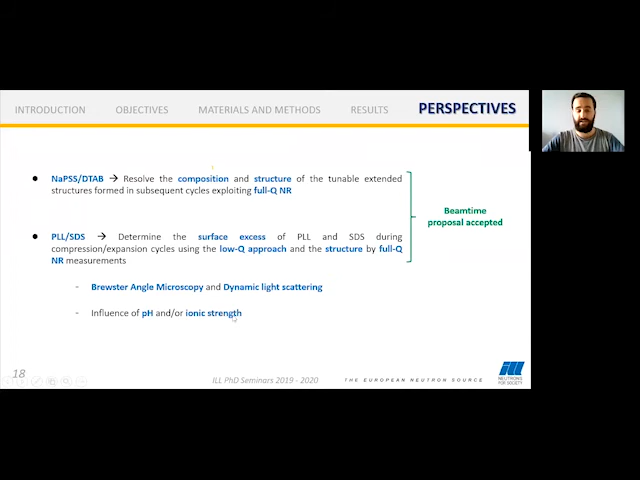 INTRODUCTION OBJECTIVES MATERIALS AND METHODS RESULTS PERSPECTIVES
● NaPSS/DTAB → Resolve the composition and structure of the tunable extended
structures formed in subsequent cycles exploiting full-Q NR
● PLL/SDS → Determine the surface excess of PLL and SDS during
compression/expansion cycles using the low-Q approach and the structure by full-Q
NR measurements
- Brewster Angle Microscopy and Dynamic light scattering
- Influence of pH and/or ionic strength
Beamtime
proposal accepted
18
ILL PhD Seminars 2019 - 2020
THE EUROPEAN NEUTRON SOURCE
ILL
NEUTRONS
FOR SOCIETY